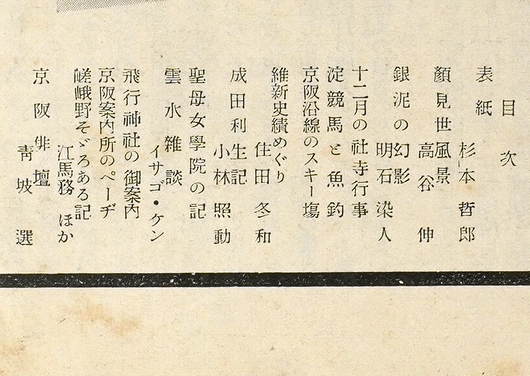 目次
表紙
杉本哲郎
顔見世風景
高谷伸
銀泥の幻影
明石染人
十二月の社寺行事
淀競馬と魚釣
京阪沿線のスキー場
維新史績めぐり
住田冬和
成田利生記
小林照動
聖母女學院の記
雲水雑談
イサゴ・ケン
飛行神社の御案内
京阪案内所のページ
嵯峨野そゞろある記
江馬務 ほか
京阪俳壇
靑坡選